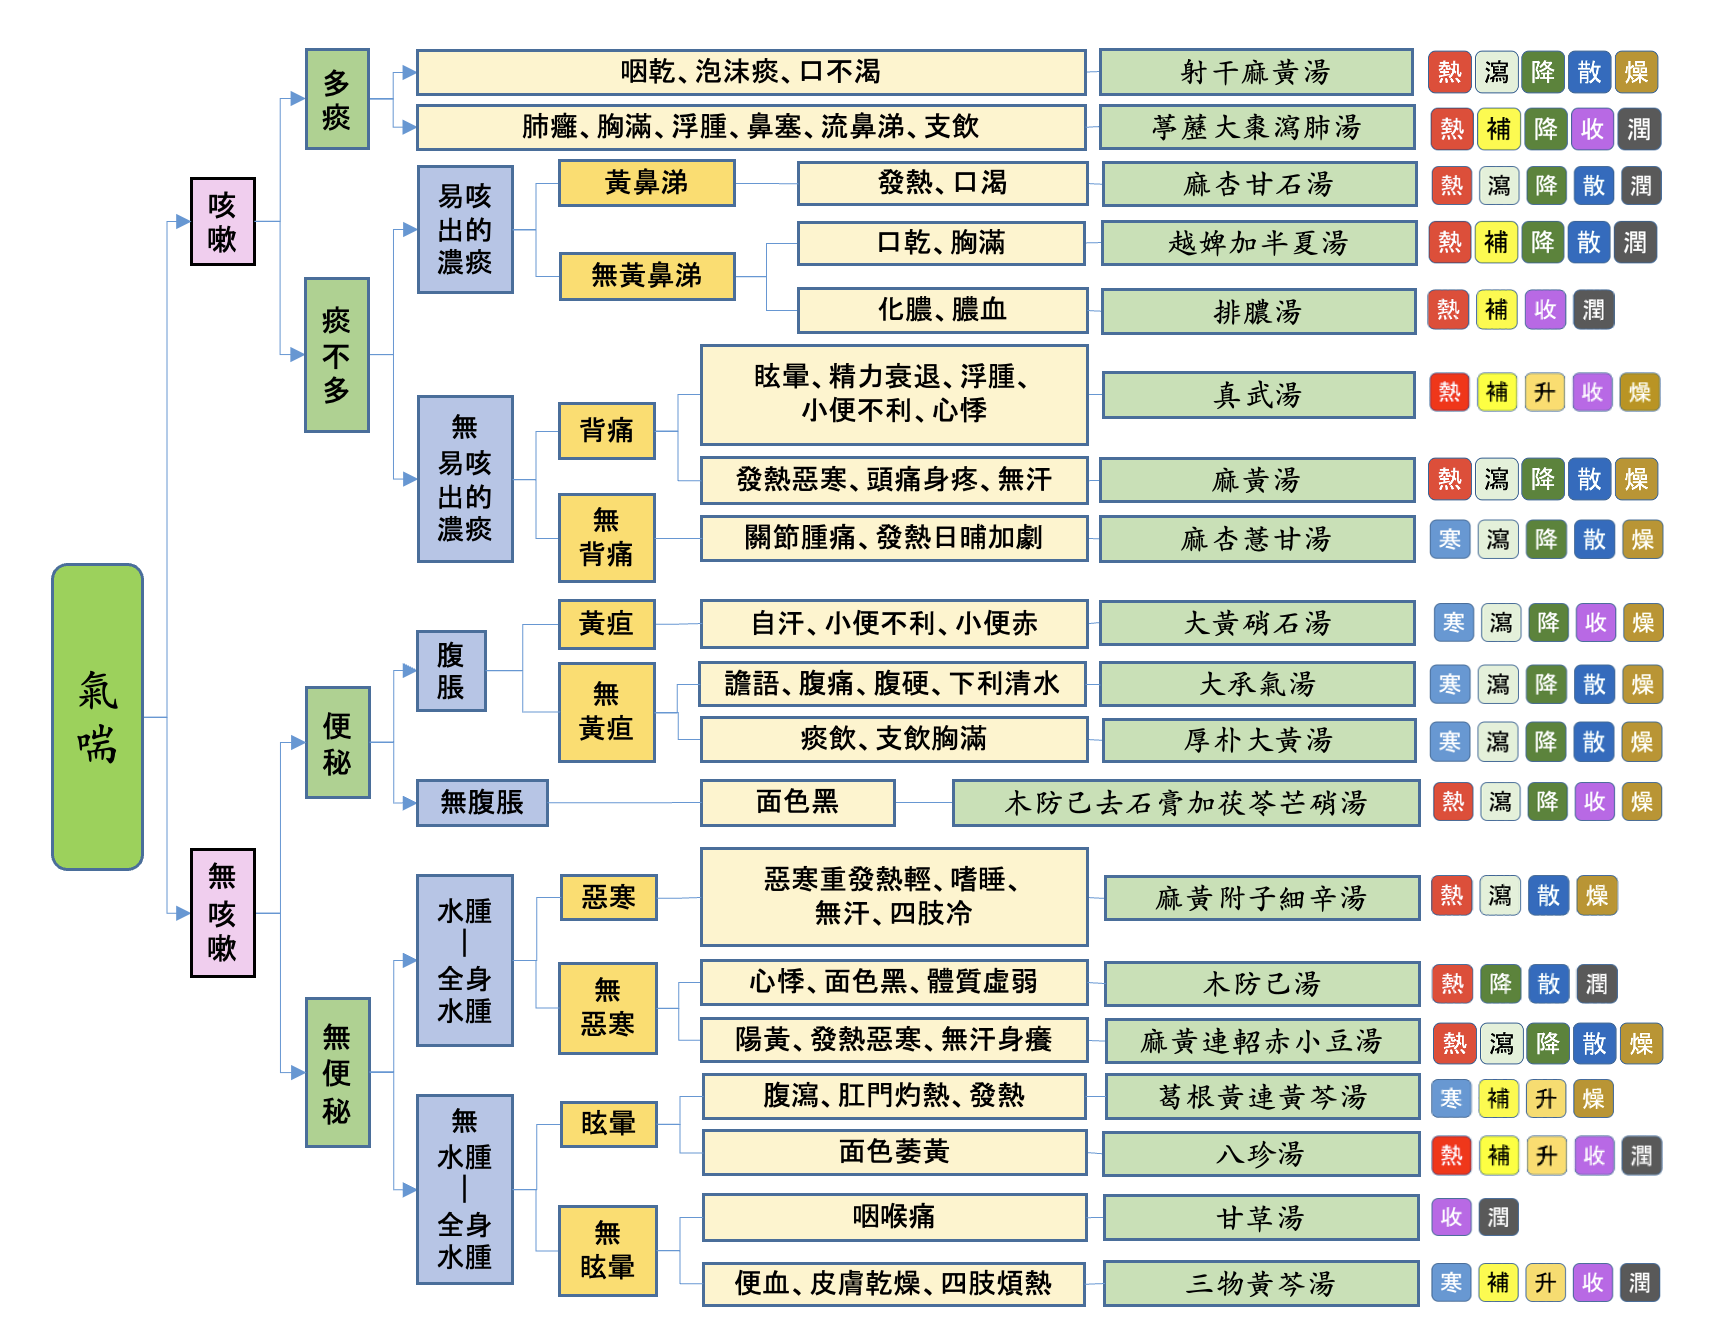 氣喘
咳嗽
多痰
咽乾、泡沫痰、口不渴
射干麻黃湯
熱 瀉 降 散 燥
肺癰、胸滿、浮腫、鼻塞、流鼻涕、支飲
葶藶大棗瀉肺湯
熱 補 降 收 潤
痰不多
易咳
出的
濃痰
黃鼻涕
發熱、口渴
麻杏甘石湯
熱 瀉 降 散 潤
無黃鼻涕
口乾、胸滿
越婢加半夏湯
熱 補 降 散 潤
化膿、膿血
排膿湯
熱 補 收 潤
無
易咳
出的
濃痰
背痛
眩暈、精力衰退、浮腫、
小便不利、心悸
真武湯
熱 補 升 收 燥
發熱惡寒、頭痛身疼、無汗
麻黃湯
熱 瀉 降 散 燥
無
背痛
關節腫痛、發熱日晡加劇
麻杏薏甘湯
寒 瀉 降 散 燥
無咳嗽
便秘
腹脹
黃疸
自汗、小便不利、小便赤
大黃硝石湯
寒 瀉 降 收 燥
無
黃疸
譫語、腹痛、腹硬、下利清水
大承氣湯
寒 瀉 降 散 燥
痰飲、支飲胸滿
厚朴大黃湯
寒 瀉 降 散 燥
無腹脹
面色黑
木防己去石膏加茯苓芒硝湯
熱 瀉 降 收 燥
無便秘
水腫
|
全身
水腫
惡寒
惡寒重發熱輕、嗜睡、
無汗、四肢冷
麻黃附子細辛湯
熱 瀉 散 燥
無
惡寒
心悸、面色黑、體質虛弱
木防己湯
熱 降 散 潤
陽黃、發熱惡寒、無汗身癢
麻黃連軺赤小豆湯
熱 瀉 降 散 燥
無
水腫
|
全身
水腫
眩暈
腹瀉、肛門灼熱、發熱
葛根黃連黃芩湯
寒 補 升 燥
面色萎黃
八珍湯
熱 補 升 收 潤
無
眩暈
咽喉痛
甘草湯
收 潤
便血、皮膚乾燥、四肢煩熱
三物黃芩湯
寒 補 升 收 潤